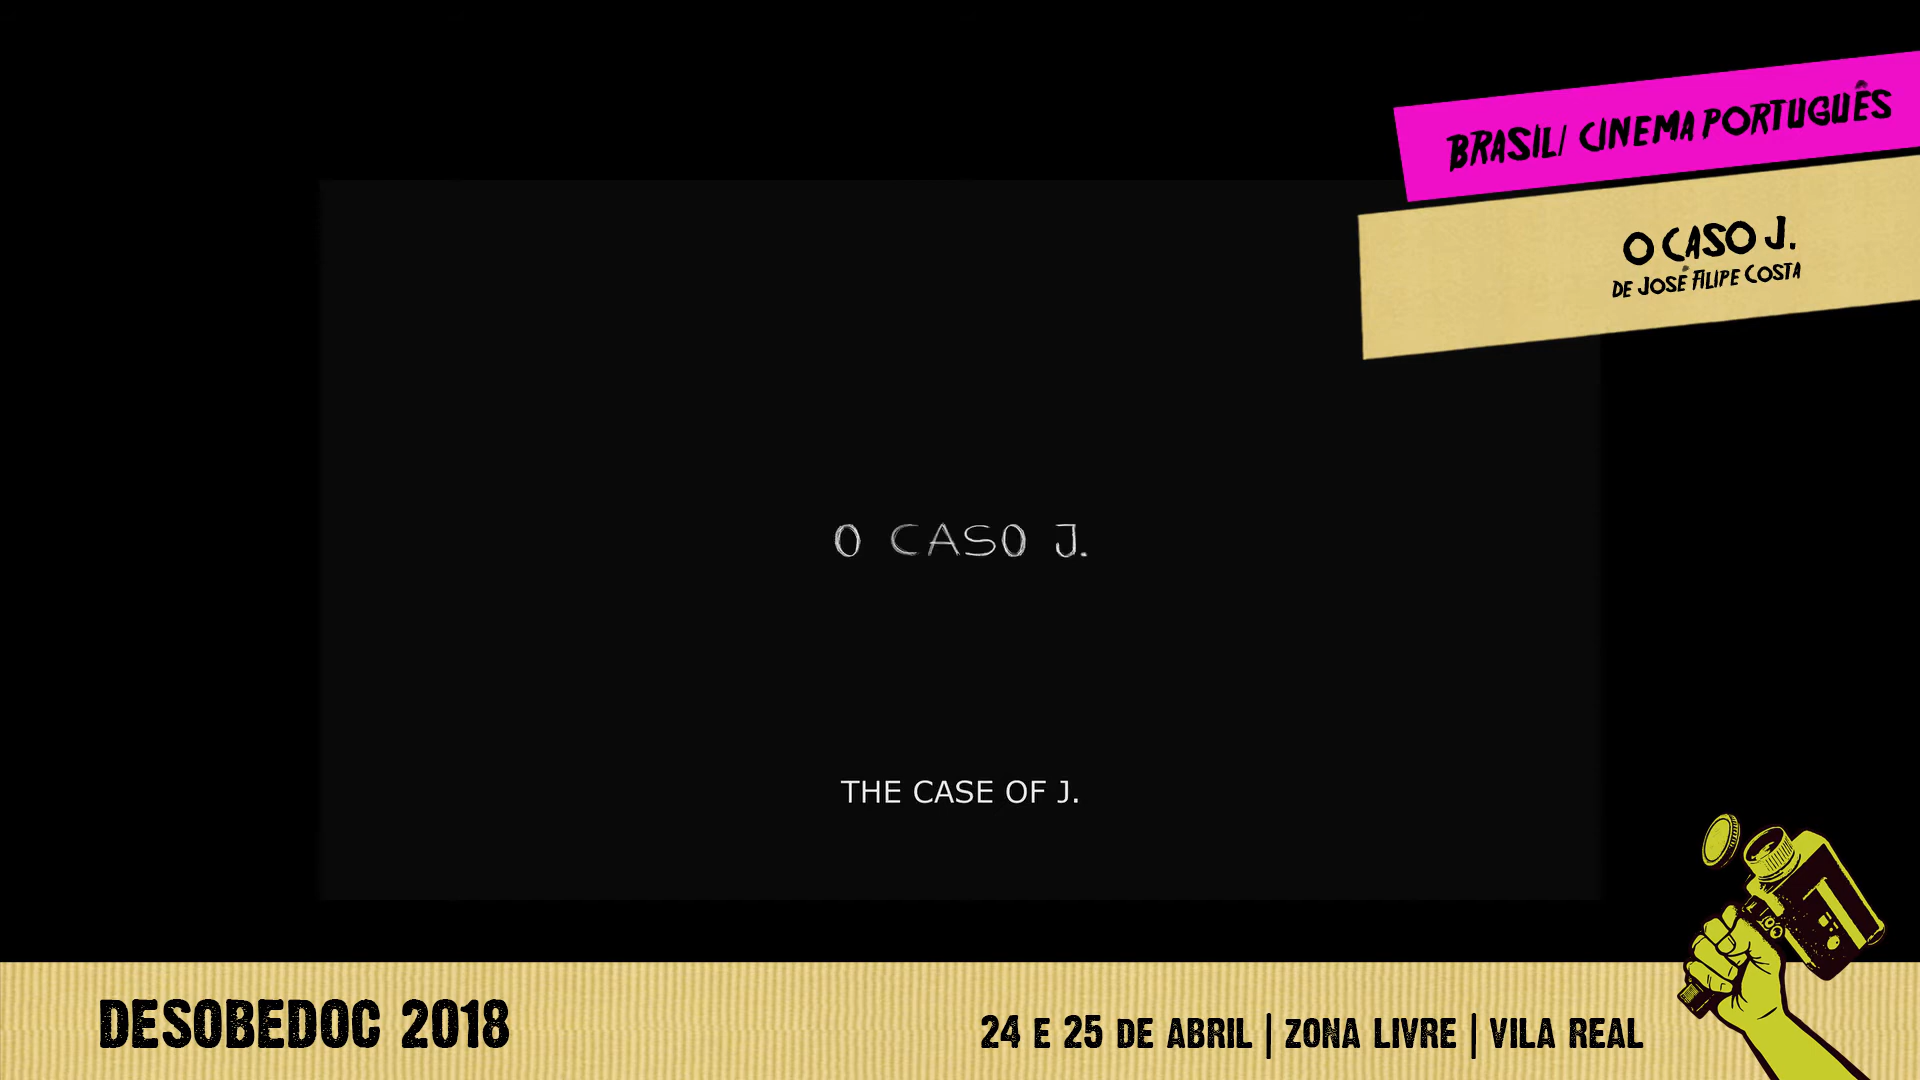 BRASIL/ CINEMA PORTUGUÊS
O CASO J.
DE JOSÉ FILIPE COSTA
O CASO J.
THE CASE OF J.
DESOBEDOC 2018
24 E 25 DE ABRIL | ZONA LIVRE | VILA REAL